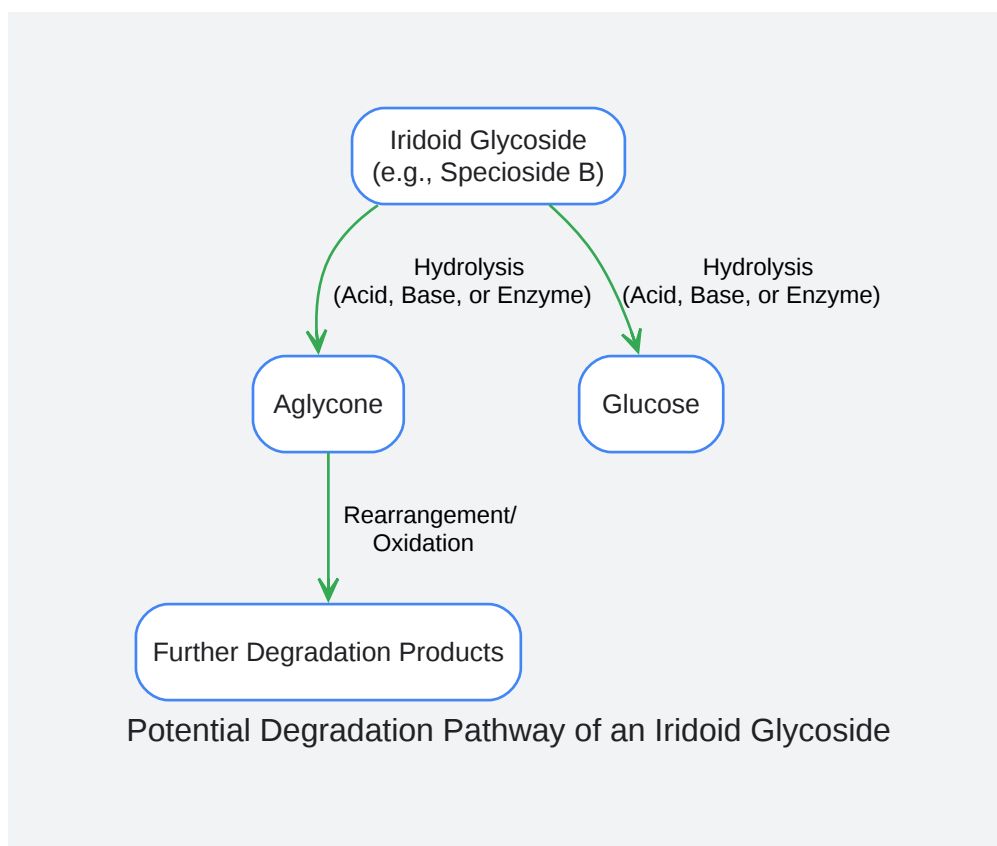 Iridoid Glycoside
(e.g., Specioside B)
Hydrolysis
(Acid, Base, or Enzyme)
Hydrolysis
(Acid, Base, or Enzyme)
Aglycone
Glucose
Rearrangement/
Oxidation
Further Degradation Products
Potential Degradation Pathway of an Iridoid Glycoside